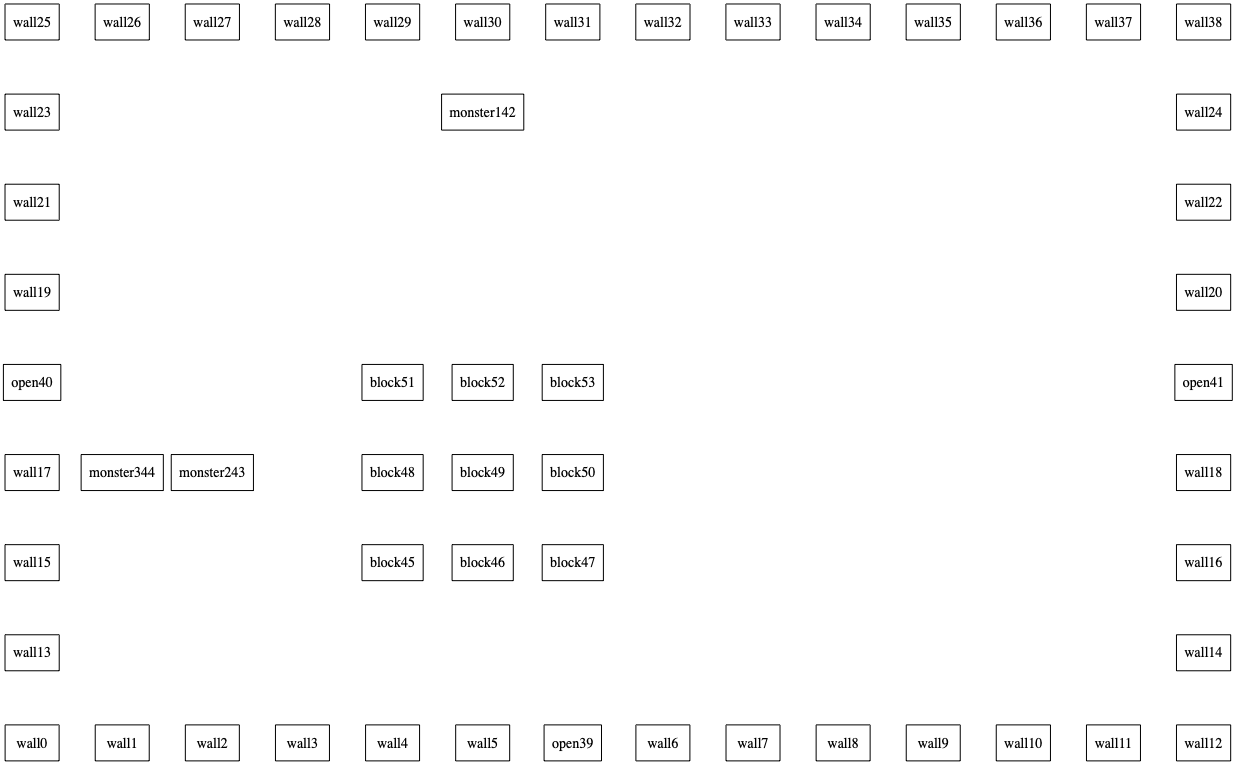 wall25 wall26 wall27 wall28 wall29 wall30 wall31 wall32 wall33 wall34 wall35 wall36 wall37 wall38
wall23 monster142 wall24
wall21 wall22
wall19 wall20
open40 block51 block52 block53 open41
wall17 monster344 monster243 block48 block49 block50 wall18
wall15 block45 block46 block47 wall16
wall13 wall14
wall0 wall1 wall2 wall3 wall4 wall5 open39 wall6 wall7 wall8 wall9 wall10 wall11 wall12